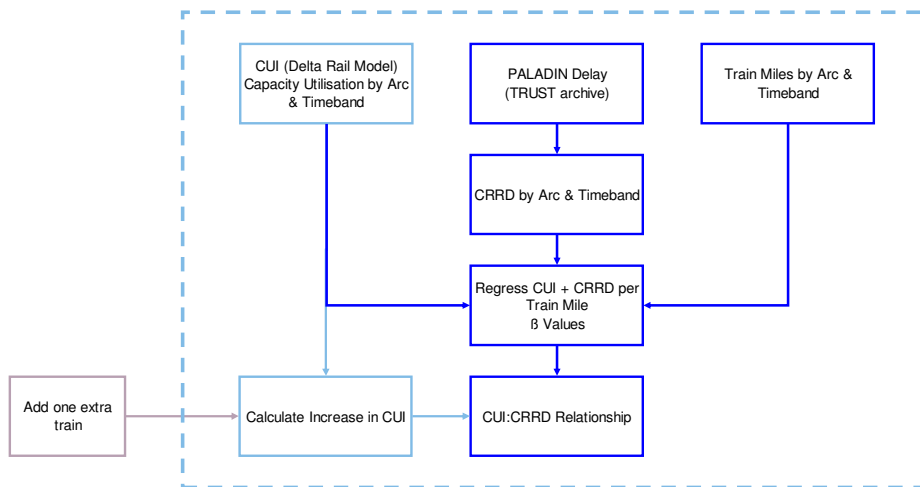 CUI (Delta Rail Model)
Capacity Utilisation by Arc
& Timeband
PALADIN Delay
(TRUST archive)
Train Miles by Arc &
Timeband
CRRD by Arc & Timeband
Regress CUI + CRRD per
Train Mile
ß Values
Add one extra
train
Calculate Increase in CUI
CUI:CRRD Relationship